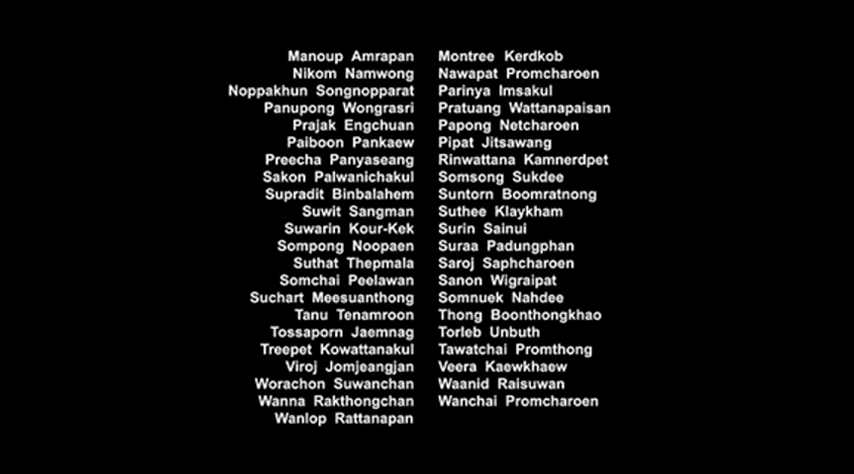 Manoup Amrapan Montree Kerdkob
Nikom Namwong Nawapat Promcharoen
Noppakhun Songnopparat Parinya Imsakul
Panupong Wongrasri Pratuang Wattanapaisan
Prajak Engchuan Papong Netcharoen
Paiboon Pankaew Pipat Jitsawang
Preecha Panyaseang Rinwattana Kamnerdpet
Sakon Palwanichakul Somsong Sukdee
Supradit Binbalahem Suntorn Boomratnong
Suwit Sangman Suthee Klaykham
Suwarin Kour-Kek Surin Sainui
Sompong Noopaen Suraa Padungphan
Suthat Thepmala Saroj Saphcharoen
Somchai Peelawan Sanon Wigraipat
Suchart Meesuanthong Somnuek Nahdee
Tanu Tenamroon Thong Boonthongkhao
Tossaporn Jaemnag Torleb Unbuth
Treepet Kowattanakul Tawatchai Promthong
Viroj Jomjeangjan Veera Kaewkhaew
Worachon Suwanchan Waanid Raisuwan
Wanna Rakthongchan Wanchai Promcharoen
Wanlop Rattanapan